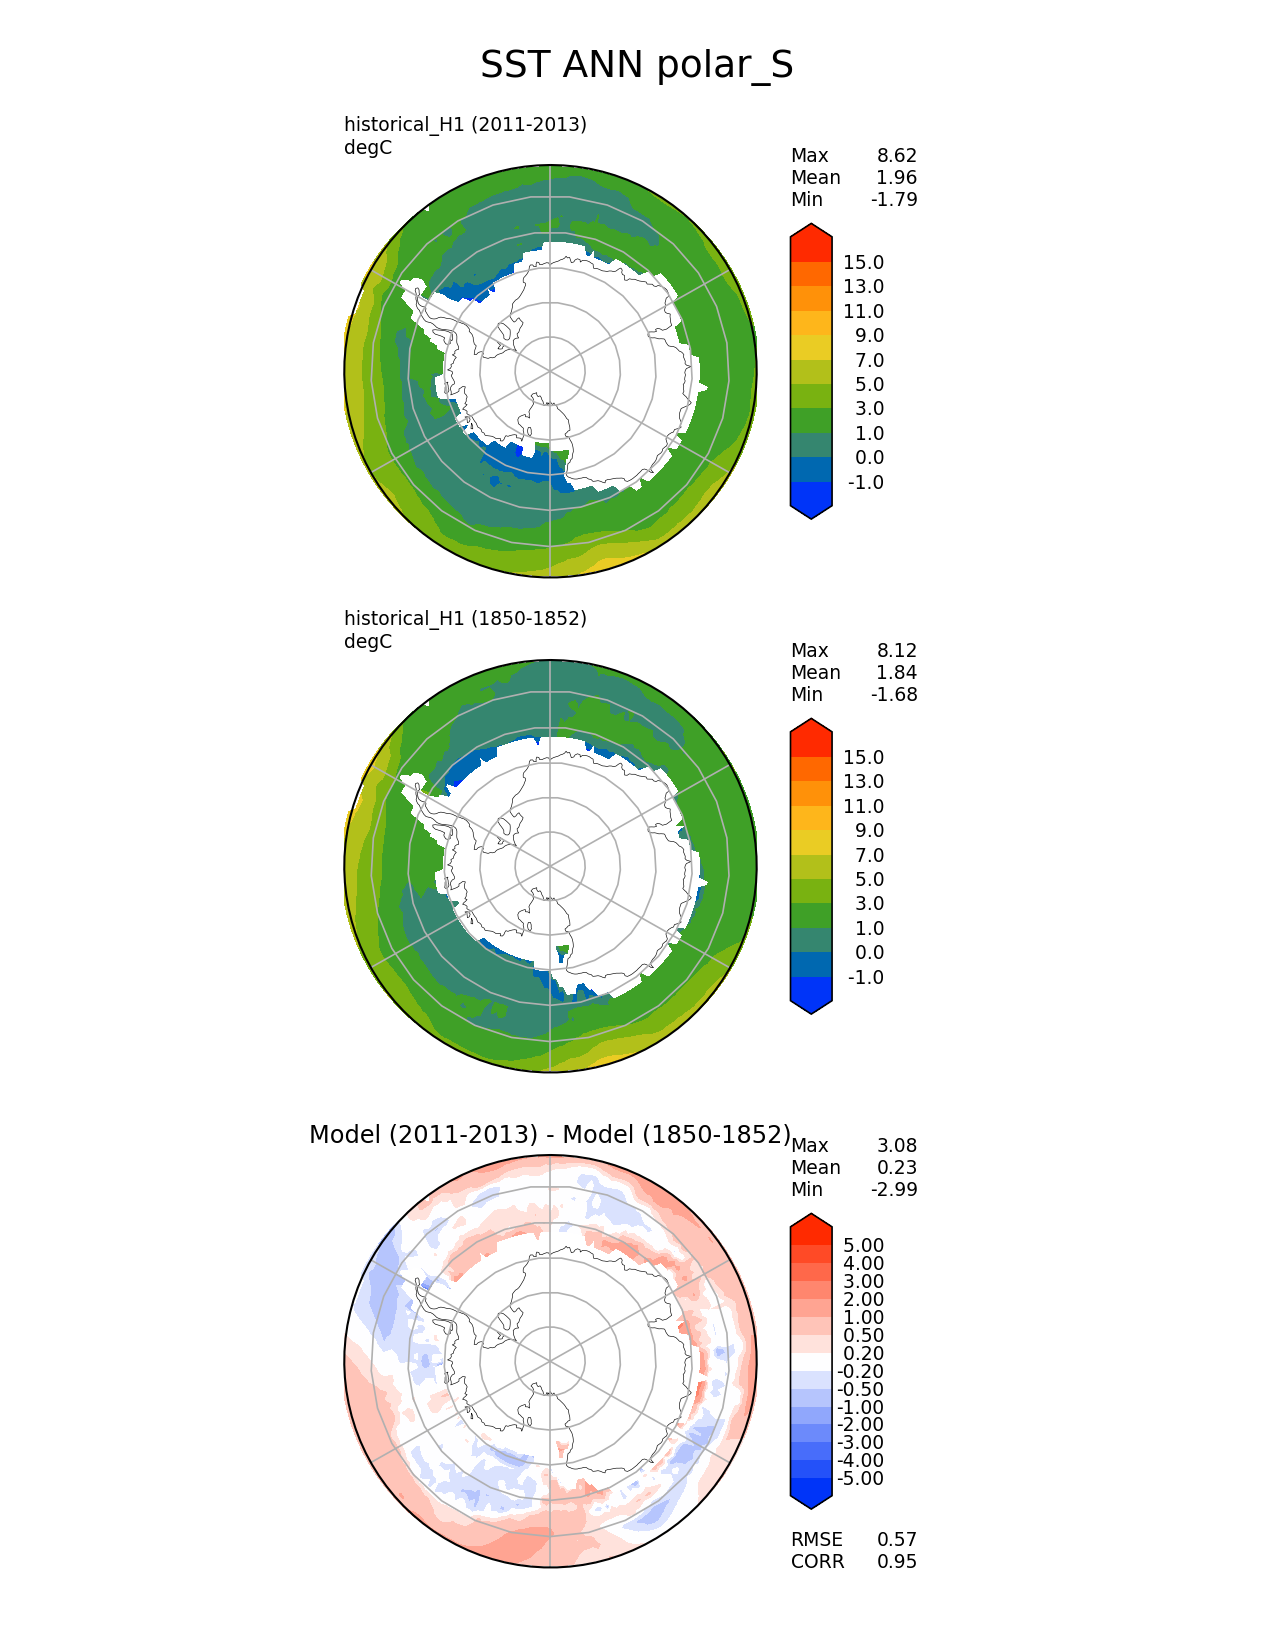 SST ANN polar_S
historical_H1 (2011-2013)
degC
Max 8.62
Mean 1.96
Min -1.79
15.0
13.0
11.0
9.0
7.0
5.0
3.0
1.0
0.0
-1.0
historical_H1 (1850-1852)
degC
Max 8.12
Mean 1.84
Min -1.68
15.0
13.0
11.0
9.0
7.0
5.0
3.0
1.0
0.0
-1.0
Model (2011-2013) - Model (1850-1852)
Max 3.08
Mean 0.23
Min -2.99
5.00
4.00
3.00
2.00
1.00
0.50
0.20
-0.20
-0.50
-1.00
-2.00
-3.00
-4.00
-5.00
RMSE 0.57
CORR 0.95